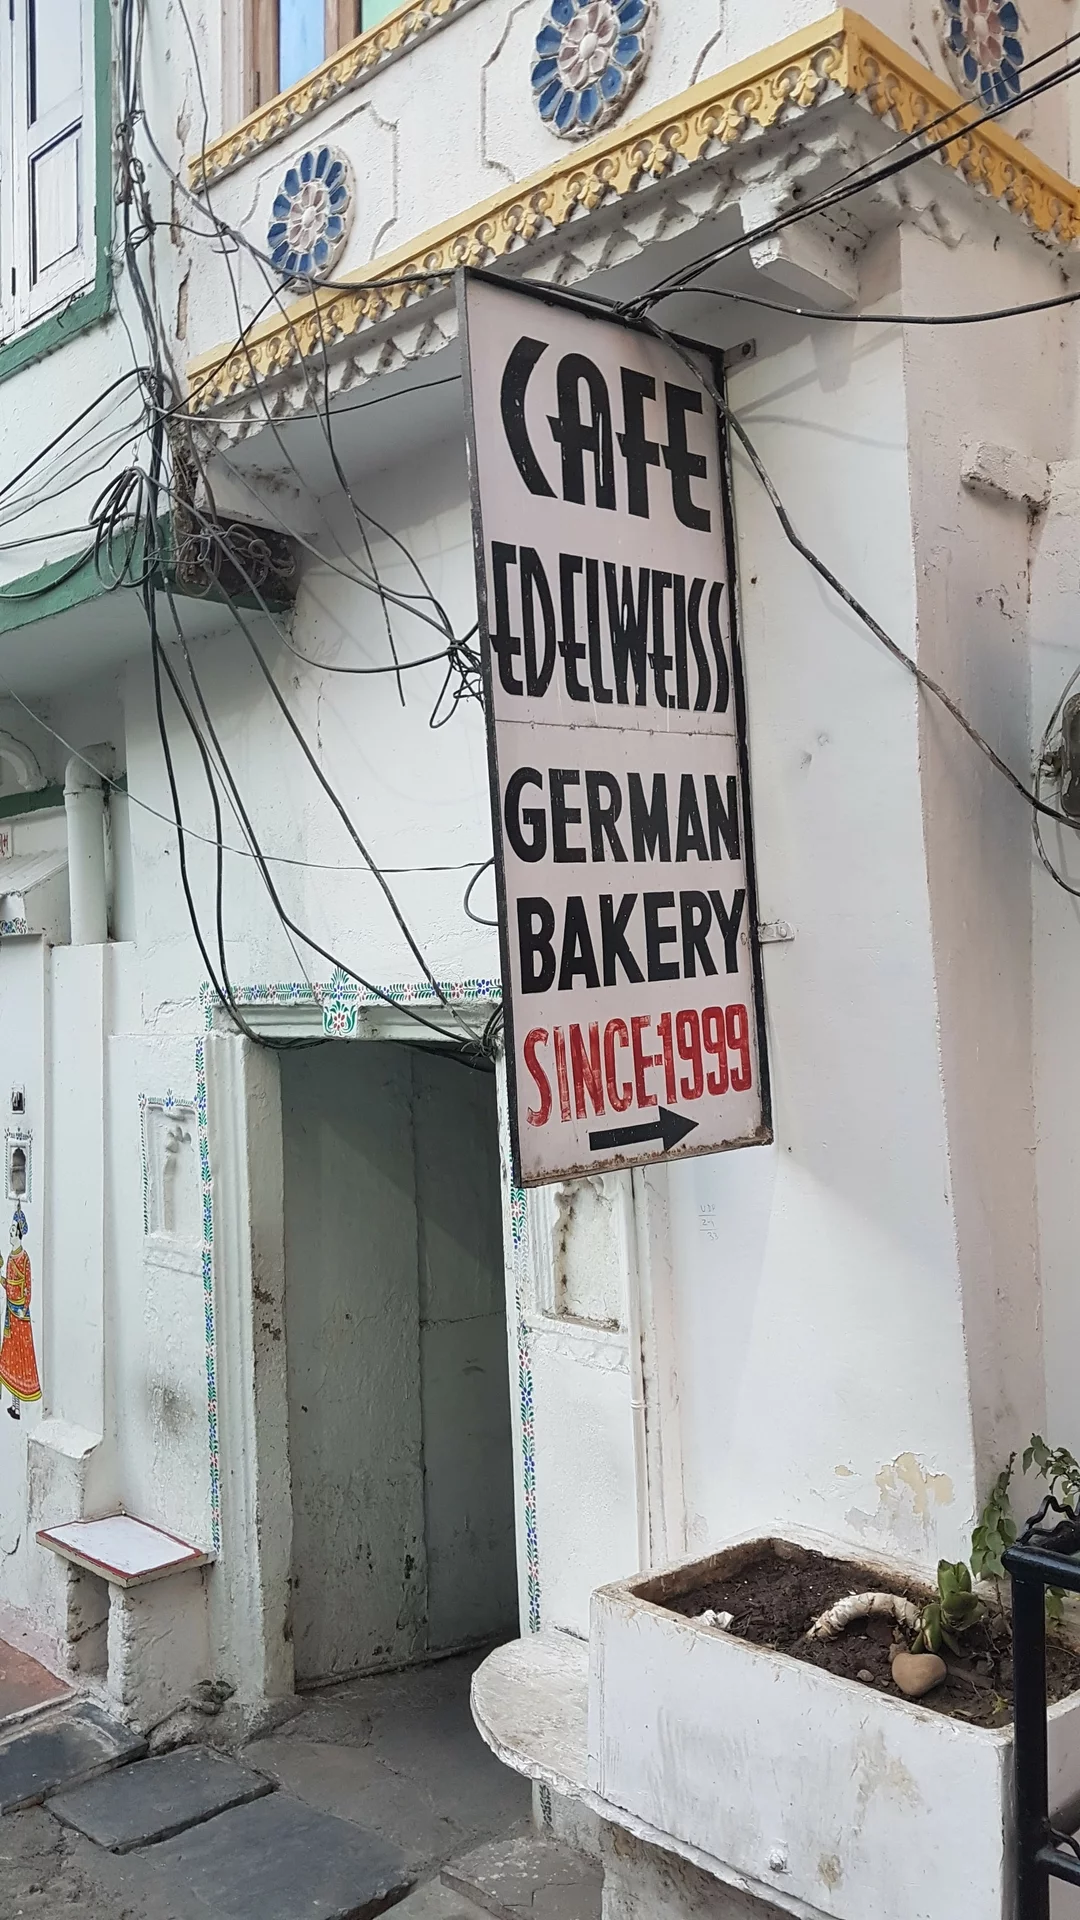 CAFE
EDELWEISS
GERMAN
BAKERY
SINCE-1999